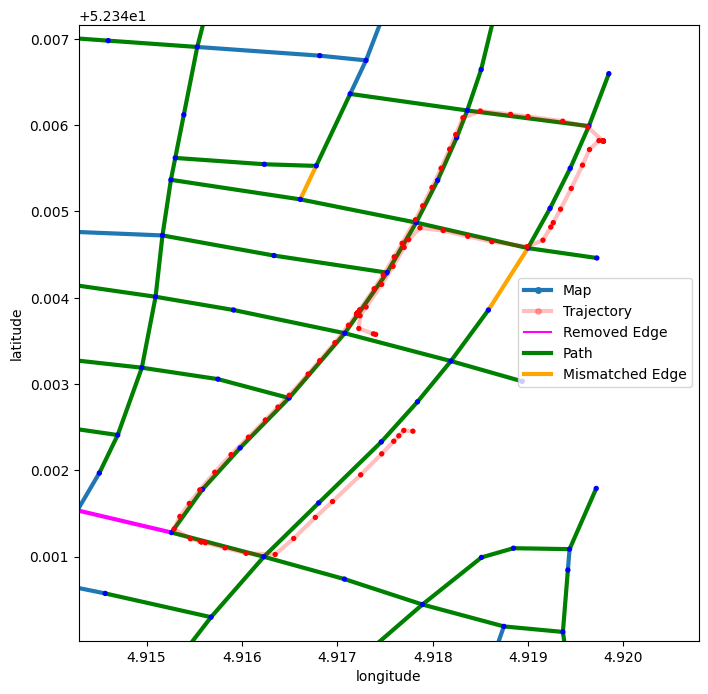 +5.234e1
0.007
0.006
0.005
0.004
0.003
0.002
0.001
latitude
Map
Trajectory
Removed Edge
Path
Mismatched Edge
4.915
4.916
4.917
4.918
4.919
4.920
longitude